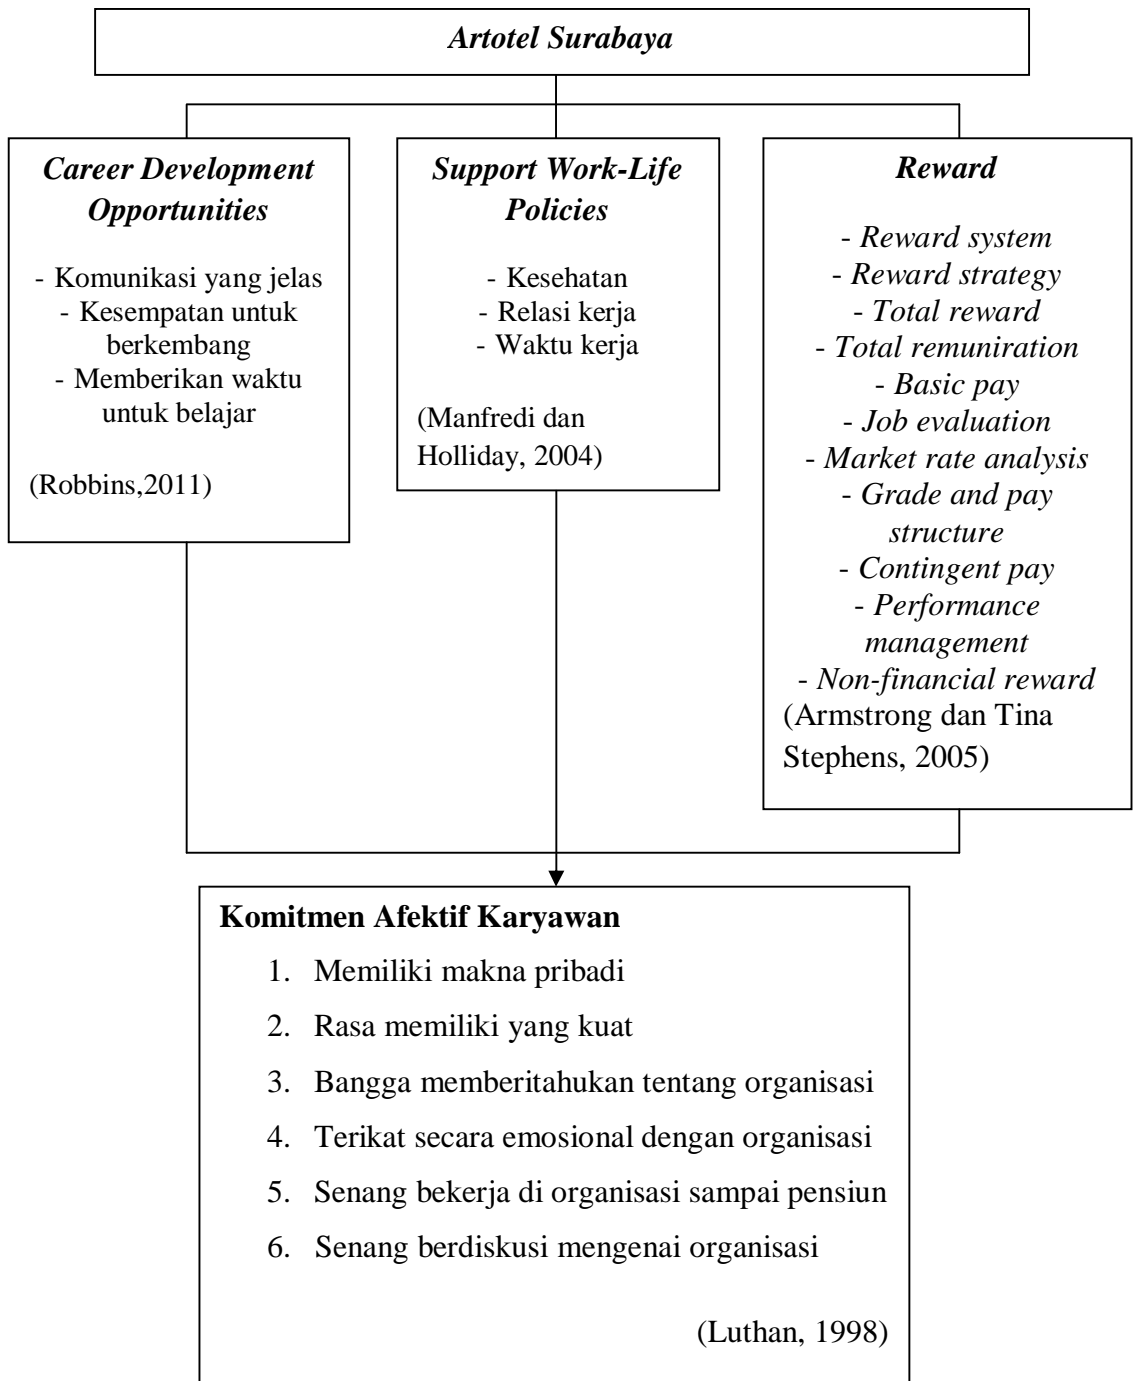 Artotel Surabaya
Career Development
Opportunities
- Komunikasi yang jelas
- Kesempatan untuk
berkembang
- Memberikan waktu
untuk belajar
(Robbins,2011)
Support Work-Life
Policies
- Kesehatan
- Relasi kerja
- Waktu kerja
(Manfredi dan
Holliday, 2004)
Reward
- Reward system
- Reward strategy
- Total reward
- Total remuniration
- Basic pay
- Job evaluation
- Market rate analysis
- Grade and pay
structure
- Contingent pay
- Performance
management
- Non-financial reward
(Armstrong dan Tina
Stephens, 2005)
Komitmen Afektif Karyawan
1. Memiliki makna pribadi
2. Rasa memiliki yang kuat
3. Bangga memberitahukan tentang organisasi
4. Terikat secara emosional dengan organisasi
5. Senang bekerja di organisasi sampai pensiun
6. Senang berdiskusi mengenai organisasi
(Luthan, 1998)